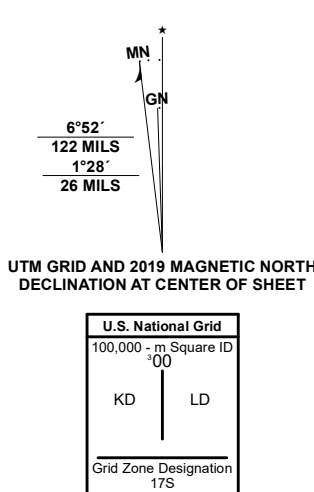 ★
MN
GN
6°52´
122 MILS
1°28´
26 MILS
UTM GRID AND 2019 MAGNETIC NORTH
DECLINATION AT CENTER OF SHEET
U.S. National Grid
100,000 - m Square ID
³00
KD LD
Grid Zone Designation
17S